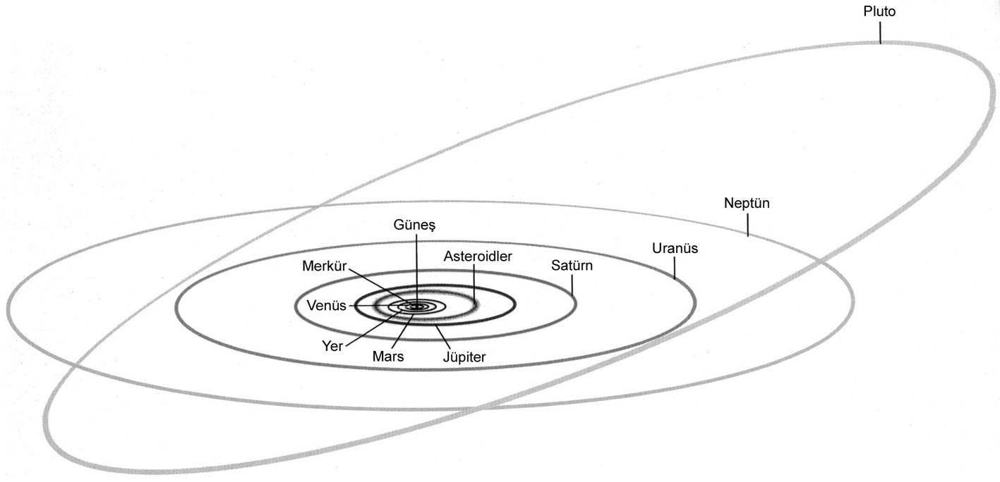 Pluto
Neptün
Güneş
Uranüs
Asteroidler
Merkür
Satürn
Venüs
Yer
Mars
Jüpiter